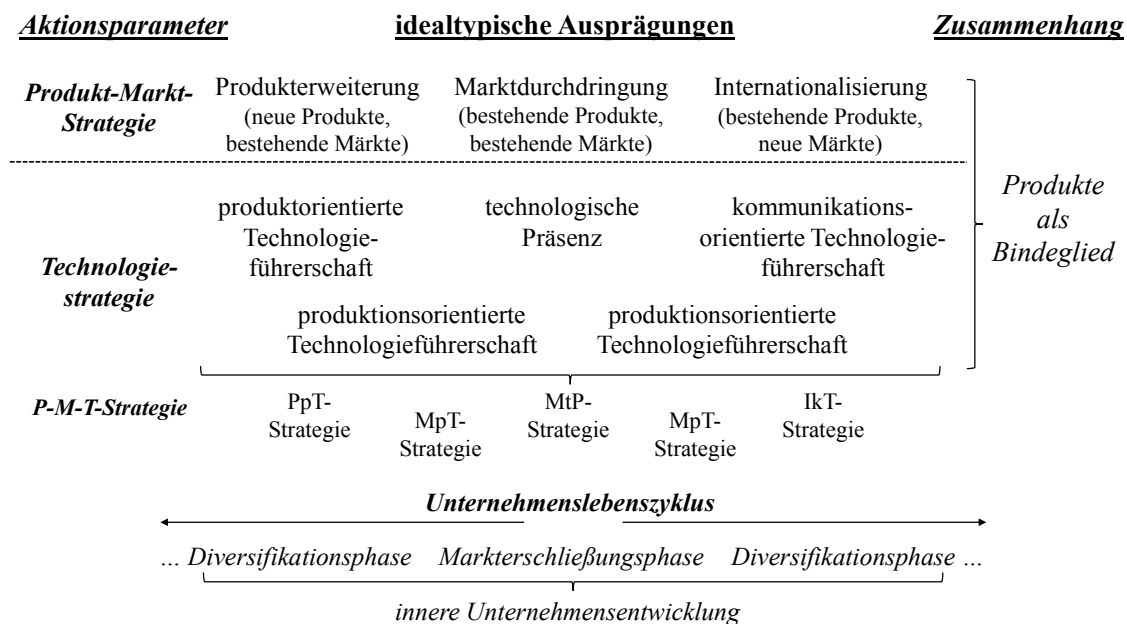 Aktionsparameter idealtypische Ausprägungen Zusammenhang
Produkt-Markt-
Strategie
Produkterweiterung
(neue Produkte,
bestehende Märkte)
Marktdurchdringung
(bestehende Produkte,
bestehende Märkte)
Internationalisierung
(bestehende Produkte,
neue Märkte)
Technologie-
strategie
produktorientierte
Technologie-
führerschaft
technologische
Präsenz
kommunikations-
orientierte Technologie-
führerschaft
produktionsorientierte
Technologieführerschaft
produktionsorientierte
Technologieführerschaft
Produkte
als
Bindeglied
P-M-T-Strategie
PpT-
Strategie
MpT-
Strategie
MtP-
Strategie
MpT-
Strategie
IkT-
Strategie
Unternehmenslebenszyklus
... Diversifikationsphase Markterschließungsphase Diversifikationsphase ...
innere Unternehmensentwicklung